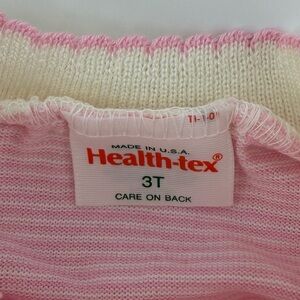 MADE IN U.S.A.
Health-tex®
3T
CARE ON BACK